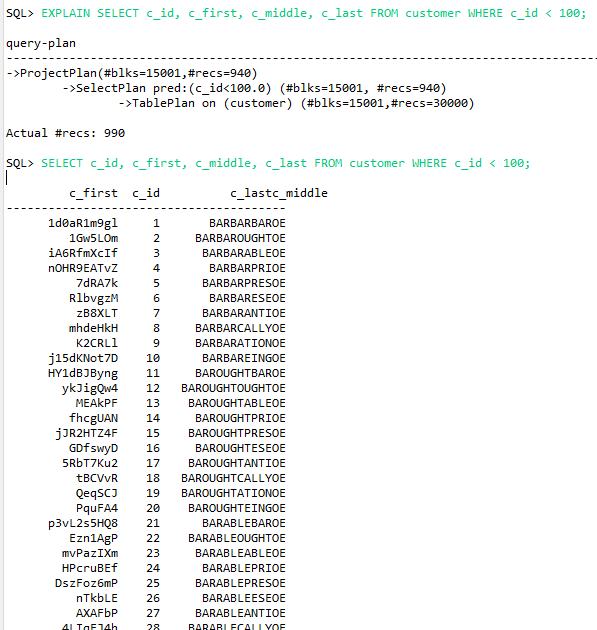 SQL> EXPLAIN SELECT c_id, c_first, c_middle, c_last FROM customer WHERE c_id < 100;
query-plan
----------------------------------------------------------------------------------
->ProjectPlan(#blks=15001,#recs=940)
->SelectPlan pred:(c_id<100.0) (#blks=15001, #recs=940)
->TablePlan on (customer) (#blks=15001,#recs=30000)
Actual #recs: 990
SQL> SELECT c_id, c_first, c_middle, c_last FROM customer WHERE c_id < 100;
c_first c_id c_lastc_middle
----------------------------------------
1d0aR1m9gl 1 BARBARBAROE
1Gw5LOm 2 BARBAROUGHTOE
iA6RfmXcIf 3 BARBARABLEOE
nOHR9EATvZ 4 BARBARPRIOE
7dRA7k 5 BARBARPRESOE
RlbvgzM 6 BARBARESEOE
zB8XLT 7 BARBARANTIOE
mhdeHkH 8 BARBARCALLYOE
K2CRLl 9 BARBARATIONOE
j15dKNot7D 10 BARBAREINGOE
HY1dBJByng 11 BAROUGHTBAROE
ykJigQw4 12 BAROUGHTOUGHTOE
MEAkPF 13 BAROUGHTABLEOE
fhcgUAN 14 BAROUGHTPRIOE
jJR2HTZ4F 15 BAROUGHTPRESOE
GDfswyD 16 BAROUGHTESEOE
5RbT7Ku2 17 BAROUGHTANTIOE
tBCVvR 18 BAROUGHTCALLYOE
QeqSCJ 19 BAROUGHTATIONOE
PquFA4 20 BAROUGHTEINGOE
p3vL2s5HQ8 21 BARABLEBAROE
Ezn1AgP 22 BARABLEOUGHTOE
mvPazIXm 23 BARABLEABLEOE
HPcruBEf 24 BARABLEPRIOE
DszFoz6mP 25 BARABLEPRESOE
nTkbLE 26 BARABLEESEOE
AXAFbP 27 BARABLEANTIOE
28 BARABLECALLYOE